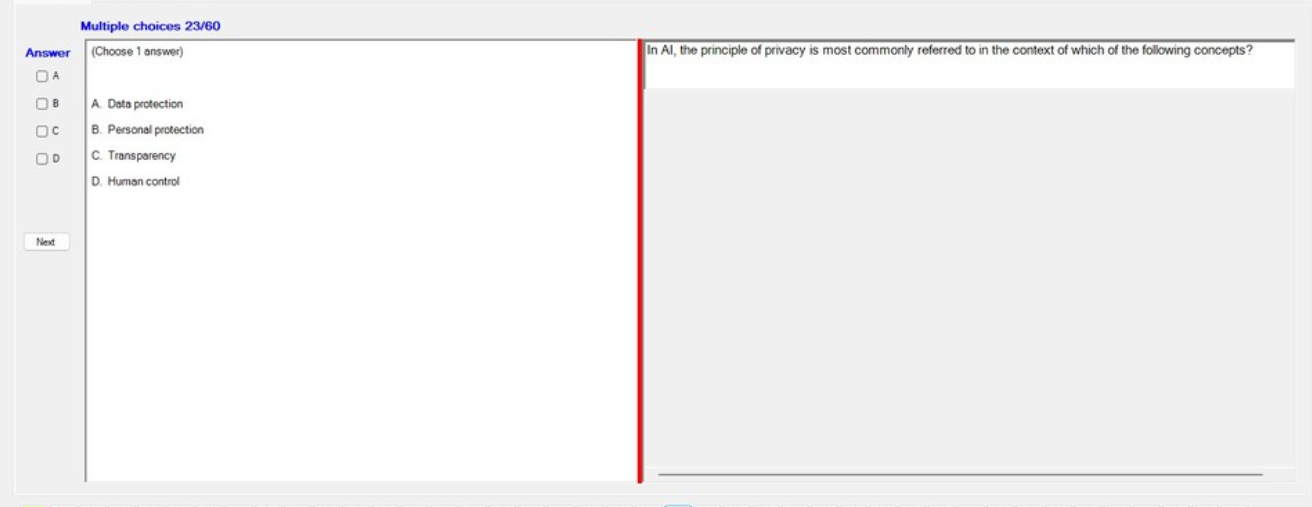 Multiple choices 23/60
Answer
(Choose 1 answer)
In AI, the principle of privacy is most commonly referred to in the context of which of the following concepts?
A
B
A. Data protection
C
B. Personal protection
D
C. Transparency
D. Human control
Next